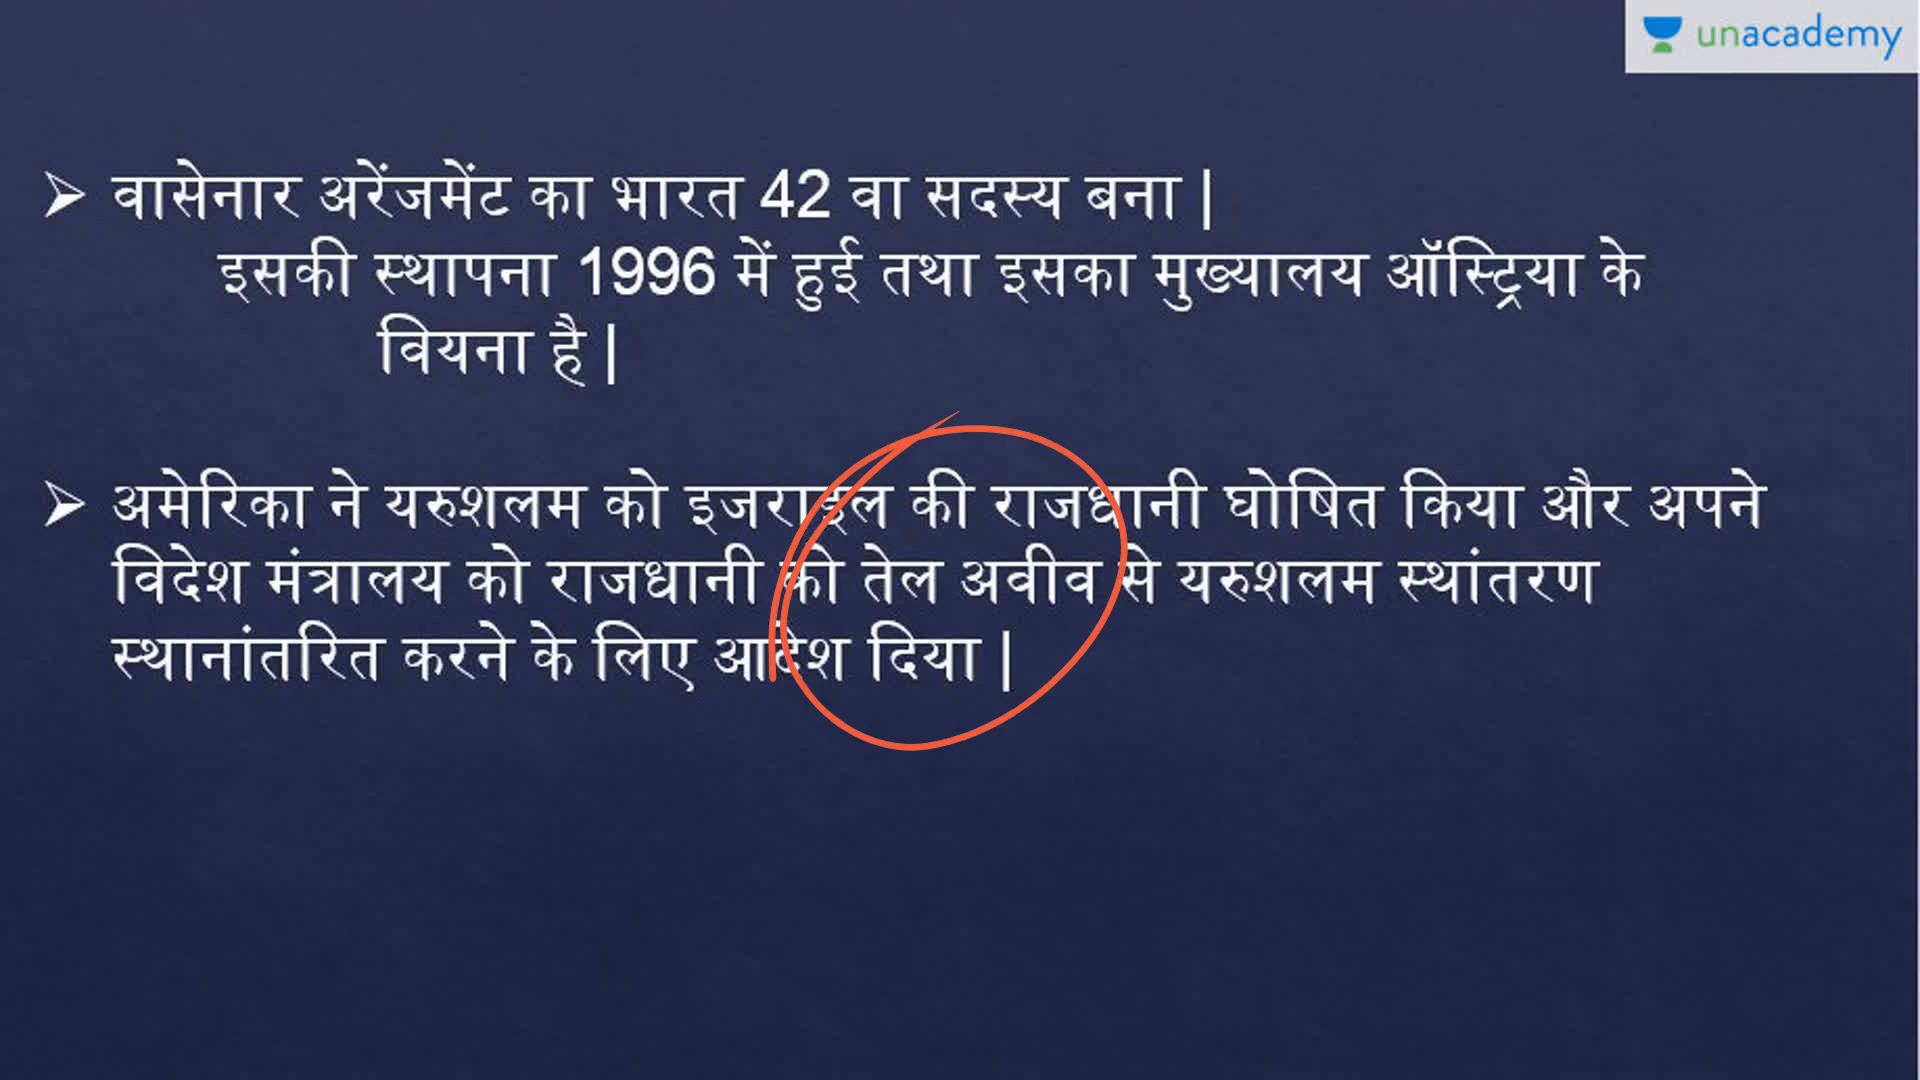 unacademy
➢ वासेनार अरेंजमेंट का भारत 42 वा सदस्य बना |
इसकी स्थापना 1996 में हुई तथा इसका मुख्यालय ऑस्ट्रिया के
वियना है |
➢ अमेरिका ने यरुशलम को इजराइल की राजधानी घोषित किया और अपने
विदेश मंत्रालय को राजधानी की तेल अवीव से यरुशलम स्थांतरण
स्थानांतरित करने के लिए आदेश दिया |